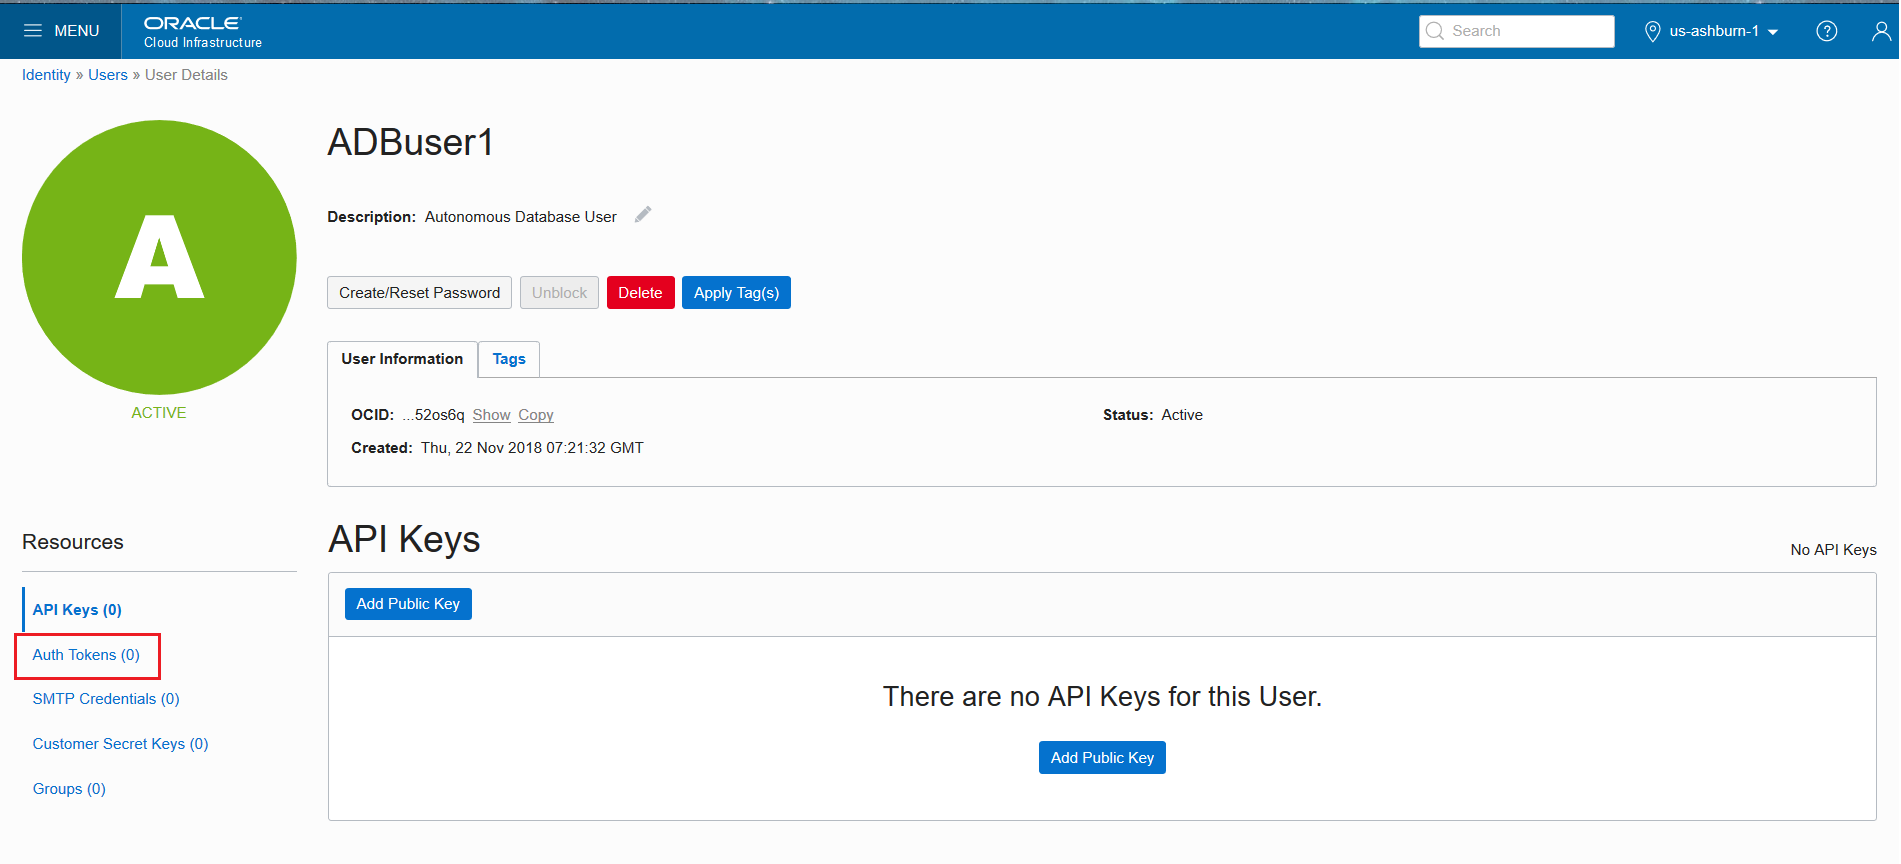 MENU
ORACLE
Cloud Infrastructure
Search
us-ashburn-1
?
Identity » Users » User Details
A
ACTIVE
ADBuser1
Description: Autonomous Database User
Create/Reset Password
Unblock
Delete
Apply Tag(s)
User Information
Tags
OCID: ...52os6q Show Copy
Status: Active
Created: Thu, 22 Nov 2018 07:21:32 GMT
Resources
API Keys (0)
Auth Tokens (0)
SMTP Credentials (0)
Customer Secret Keys (0)
Groups (0)
API Keys
No API Keys
Add Public Key
There are no API Keys for this User.
Add Public Key